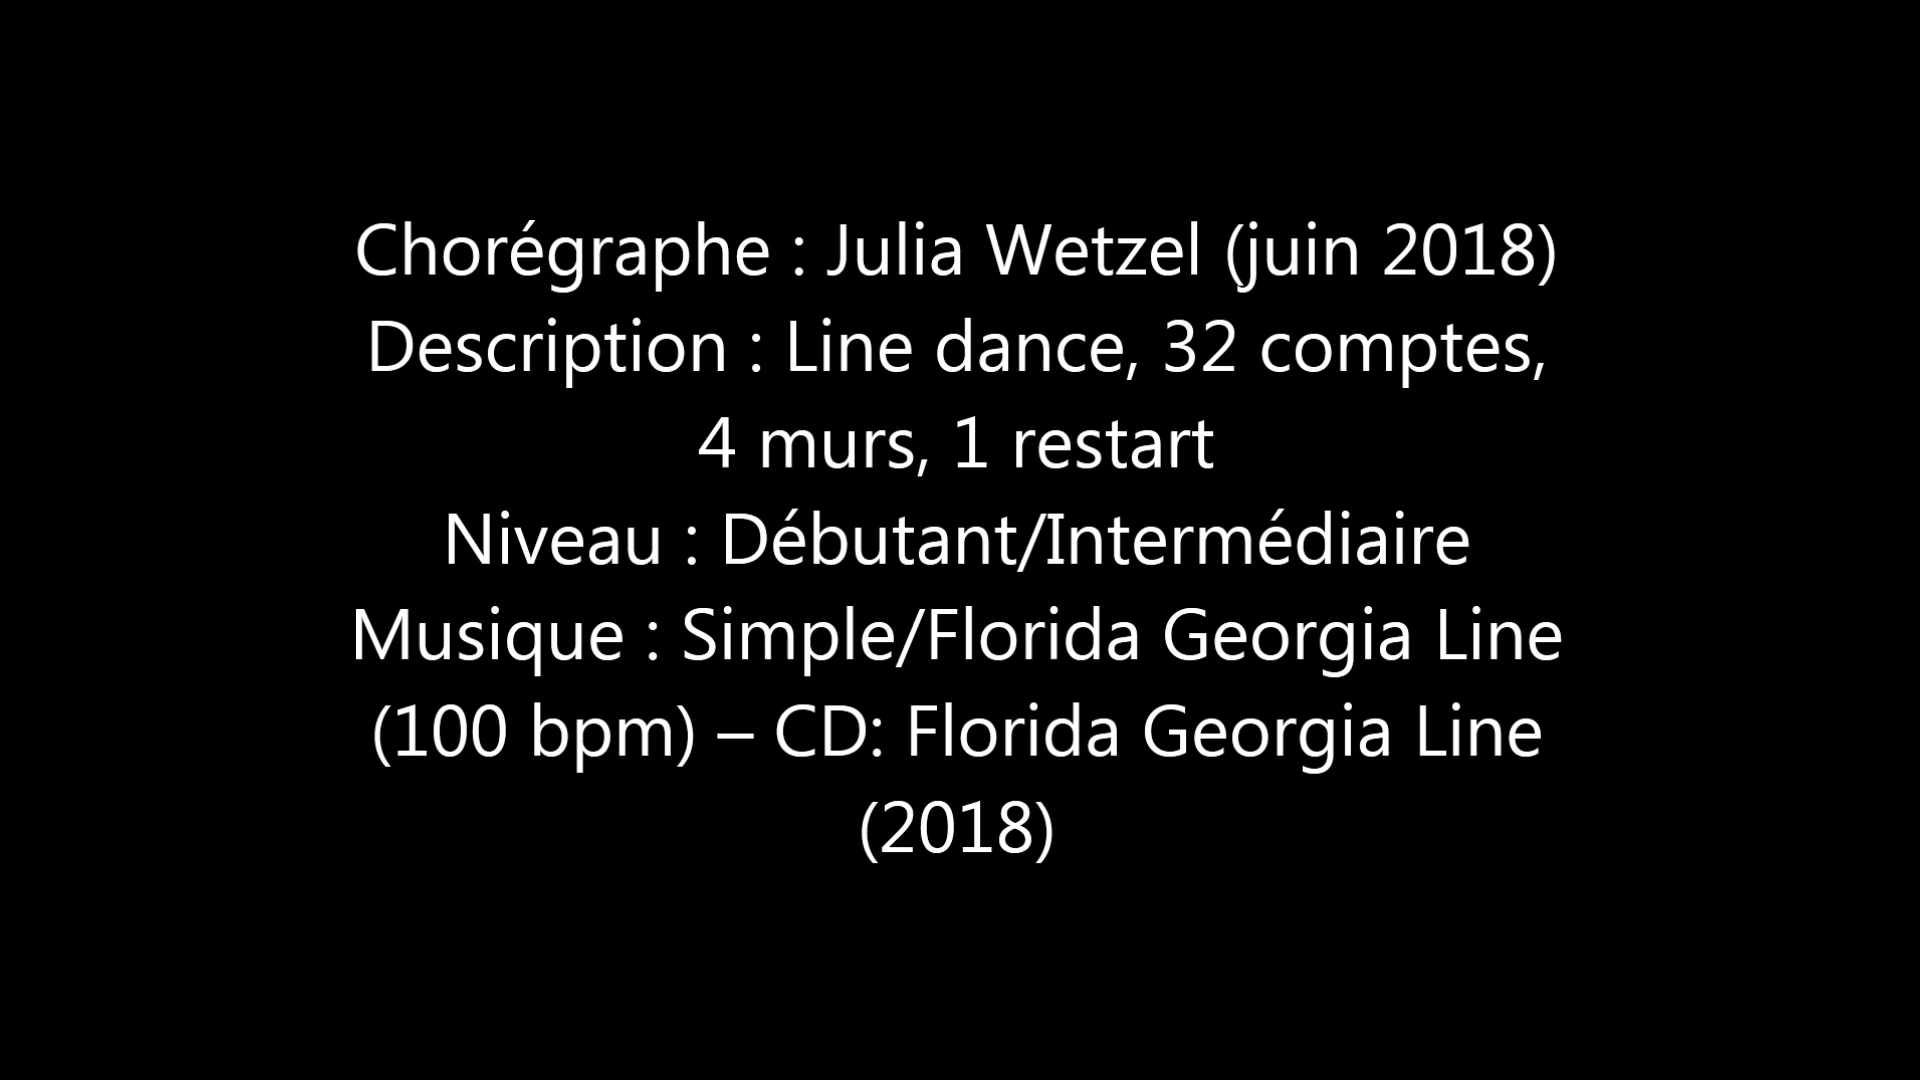 Chorégraphe : Julia Wetzel (juin 2018)
Description : Line dance, 32 comptes,
4 murs, 1 restart
Niveau : Débutant/Intermédiaire
Musique : Simple/Florida Georgia Line
(100 bpm) – CD: Florida Georgia Line
(2018)